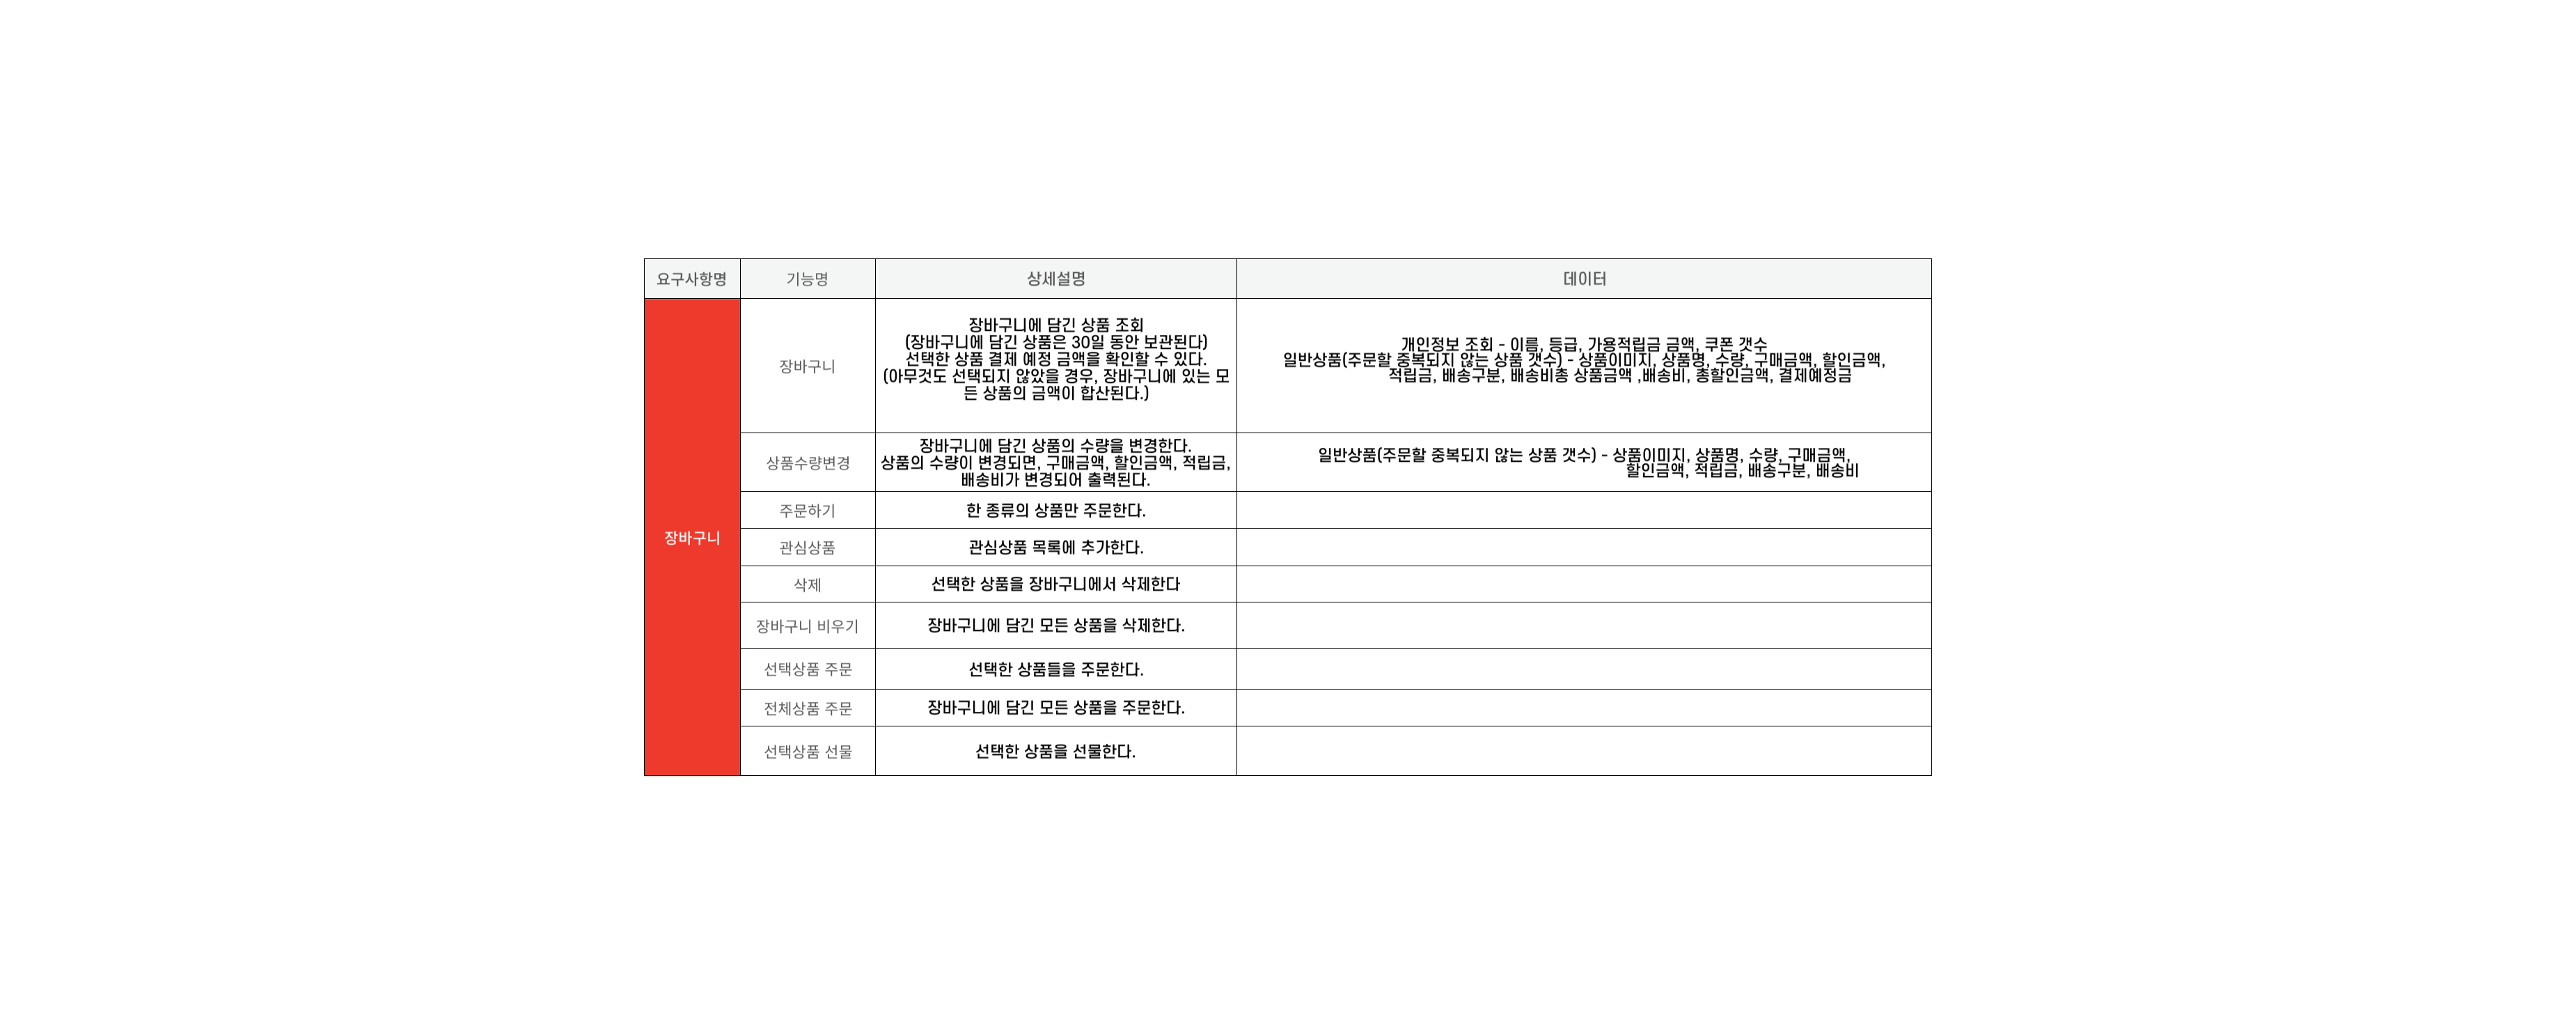 요구사항명 기능명 상세설명 데이터
장바구니
장바구니
장바구니에 담긴 상품 조회
(장바구니에 담긴 상품은 30일 동안 보관된다)
선택한 상품 결제 예정 금액을 확인할 수 있다.
(아무것도 선택되지 않았을 경우, 장바구니에 있는 모
든 상품의 금액이 합산된다.)
개인정보 조회 - 이름, 등급, 가용적립금 금액, 쿠폰 갯수
일반상품(주문할 중복되지 않는 상품 갯수) - 상품이미지, 상품명, 수량, 구매금액, 할인금액,
적립금, 배송구분, 배송비총 상품금액 ,배송비, 총할인금액, 결제예정금
상품수량변경
장바구니에 담긴 상품의 수량을 변경한다.
상품의 수량이 변경되면, 구매금액, 할인금액, 적립금,
배송비가 변경되어 출력된다.
일반상품(주문할 중복되지 않는 상품 갯수) - 상품이미지, 상품명, 수량, 구매금액,
할인금액, 적립금, 배송구분, 배송비
주문하기 한 종류의 상품만 주문한다.
관심상품 관심상품 목록에 추가한다.
삭제 선택한 상품을 장바구니에서 삭제한다
장바구니 비우기 장바구니에 담긴 모든 상품을 삭제한다.
선택상품 주문 선택한 상품들을 주문한다.
전체상품 주문 장바구니에 담긴 모든 상품을 주문한다.
선택상품 선물 선택한 상품을 선물한다.